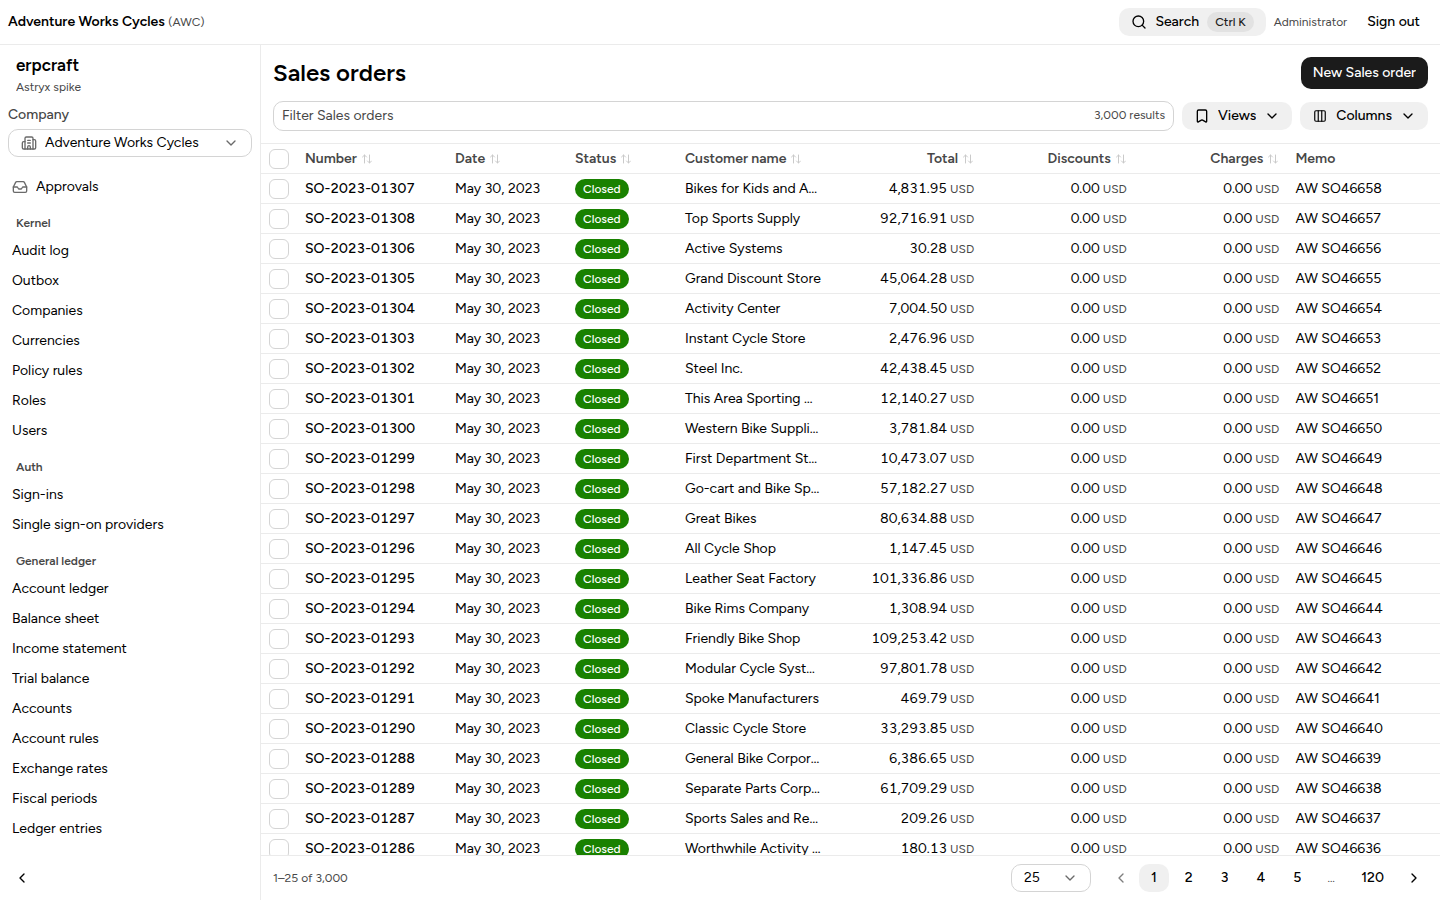 Adventure Works Cycles (AWC)
Search Ctrl K Administrator Sign out
erpcraft
Astryx spike
Company
Adventure Works Cycles
Approvals
Kernel
Audit log
Outbox
Companies
Currencies
Policy rules
Roles
Users
Auth
Sign-ins
Single sign-on providers
General ledger
Account ledger
Balance sheet
Income statement
Trial balance
Accounts
Account rules
Exchange rates
Fiscal periods
Ledger entries
Sales orders
New Sales order
Filter Sales orders 3,000 results Views Columns
Number Date Status Customer name Total Discounts Charges Memo
SO-2023-01307 May 30, 2023 Closed Bikes for Kids and A... 4,831.95 USD 0.00 USD 0.00 USD AW SO46658
SO-2023-01308 May 30, 2023 Closed Top Sports Supply 92,716.91 USD 0.00 USD 0.00 USD AW SO46657
SO-2023-01306 May 30, 2023 Closed Active Systems 30.28 USD 0.00 USD 0.00 USD AW SO46656
SO-2023-01305 May 30, 2023 Closed Grand Discount Store 45,064.28 USD 0.00 USD 0.00 USD AW SO46655
SO-2023-01304 May 30, 2023 Closed Activity Center 7,004.50 USD 0.00 USD 0.00 USD AW SO46654
SO-2023-01303 May 30, 2023 Closed Instant Cycle Store 2,476.96 USD 0.00 USD 0.00 USD AW SO46653
SO-2023-01302 May 30, 2023 Closed Steel Inc. 42,438.45 USD 0.00 USD 0.00 USD AW SO46652
SO-2023-01301 May 30, 2023 Closed This Area Sporting ... 12,140.27 USD 0.00 USD 0.00 USD AW SO46651
SO-2023-01300 May 30, 2023 Closed Western Bike Suppli... 3,781.84 USD 0.00 USD 0.00 USD AW SO46650
SO-2023-01299 May 30, 2023 Closed First Department St... 10,473.07 USD 0.00 USD 0.00 USD AW SO46649
SO-2023-01298 May 30, 2023 Closed Go-cart and Bike Sp... 57,182.27 USD 0.00 USD 0.00 USD AW SO46648
SO-2023-01297 May 30, 2023 Closed Great Bikes 80,634.88 USD 0.00 USD 0.00 USD AW SO46647
SO-2023-01296 May 30, 2023 Closed All Cycle Shop 1,147.45 USD 0.00 USD 0.00 USD AW SO46646
SO-2023-01295 May 30, 2023 Closed Leather Seat Factory 101,336.86 USD 0.00 USD 0.00 USD AW SO46645
SO-2023-01294 May 30, 2023 Closed Bike Rims Company 1,308.94 USD 0.00 USD 0.00 USD AW SO46644
SO-2023-01293 May 30, 2023 Closed Friendly Bike Shop 109,253.42 USD 0.00 USD 0.00 USD AW SO46643
SO-2023-01292 May 30, 2023 Closed Modular Cycle Syst... 97,801.78 USD 0.00 USD 0.00 USD AW SO46642
SO-2023-01291 May 30, 2023 Closed Spoke Manufacturers 469.79 USD 0.00 USD 0.00 USD AW SO46641
SO-2023-01290 May 30, 2023 Closed Classic Cycle Store 33,293.85 USD 0.00 USD 0.00 USD AW SO46640
SO-2023-01288 May 30, 2023 Closed General Bike Corpor... 6,386.65 USD 0.00 USD 0.00 USD AW SO46639
SO-2023-01289 May 30, 2023 Closed Separate Parts Corp... 61,709.29 USD 0.00 USD 0.00 USD AW SO46638
SO-2023-01287 May 30, 2023 Closed Sports Sales and Re... 209.26 USD 0.00 USD 0.00 USD AW SO46637
SO-2023-01286 May 30, 2023 Closed Worthwhile Activity ... 180.13 USD 0.00 USD 0.00 USD AW SO46636
1–25 of 3,000 25 1 2 3 4 5 ... 120